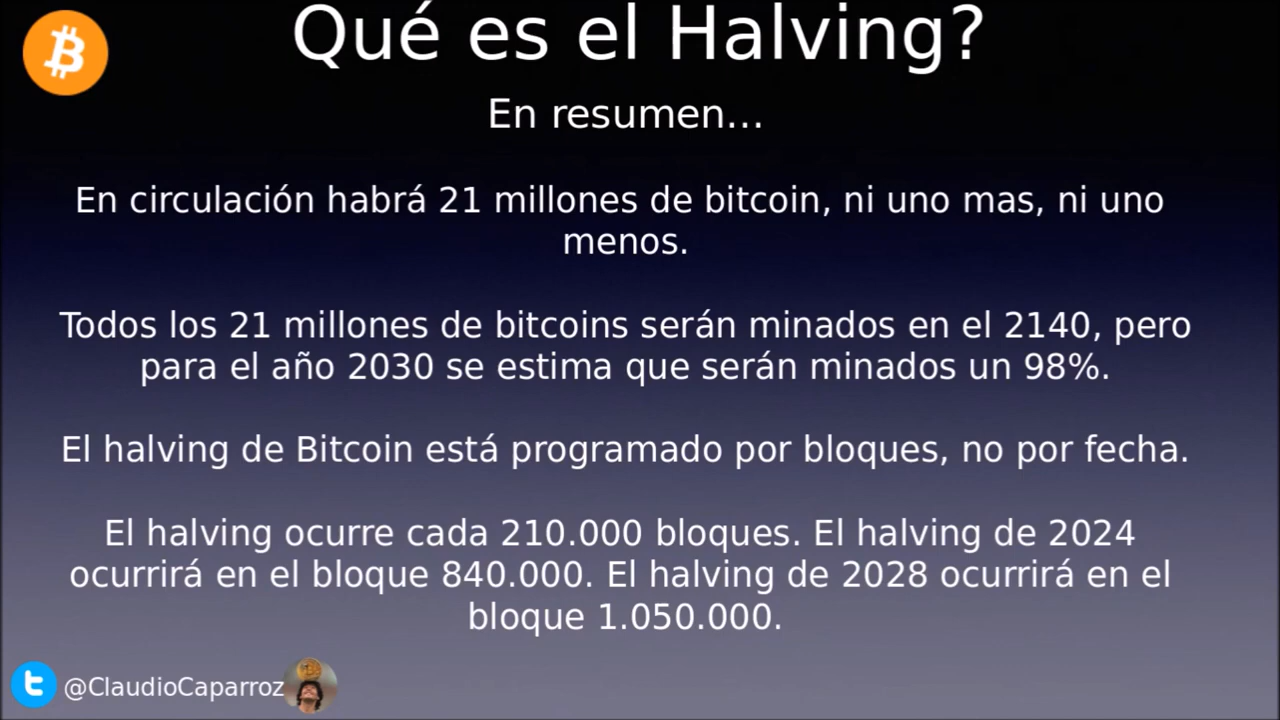 Qué es el Halving?
En resumen...
En circulación habrá 21 millones de bitcoin, ni uno mas, ni uno
menos.
Todos los 21 millones de bitcoins serán minados en el 2140, pero
para el año 2030 se estima que serán minados un 98%.
El halving de Bitcoin está programado por bloques, no por fecha.
El halving ocurre cada 210.000 bloques. El halving de 2024
ocurrirá en el bloque 840.000. El halving de 2028 ocurrirá en el
bloque 1.050.000.
@ClaudioCaparroz